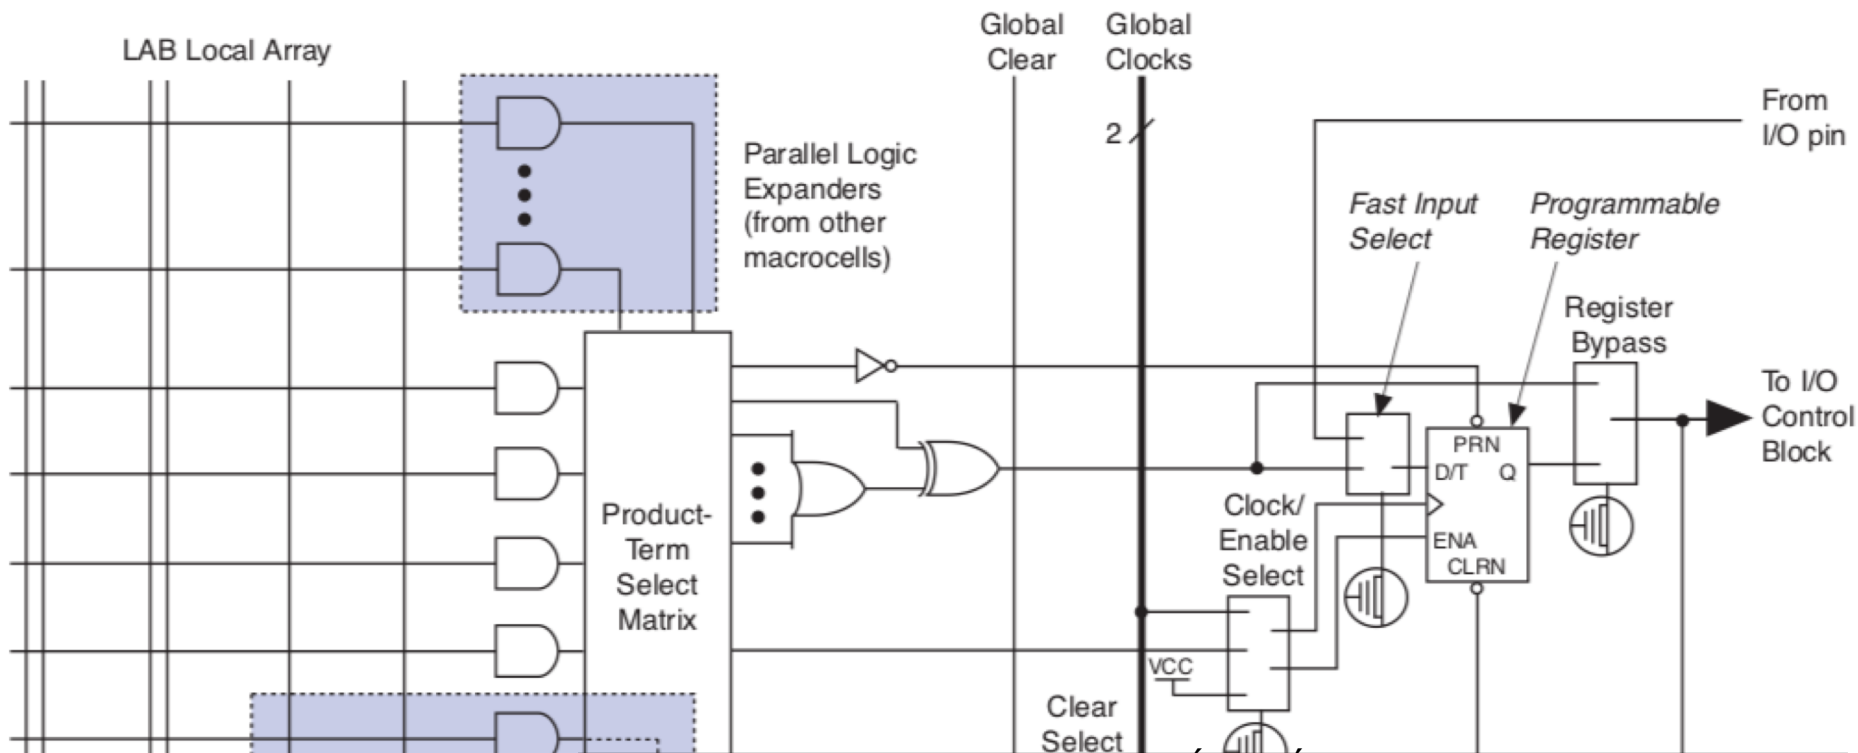 LAB Local Array
Global
Clear
Global
Clocks
2
Parallel Logic
Expanders
(from other
macrocells)
From
I/O pin
Fast Input
Select
Programmable
Register
Register
Bypass
To I/O
Control
Block
PRN
D/T
Q
ENA
CLRN
Clock/
Enable
Select
Product-
Term
Select
Matrix
VCC
Clear
Select